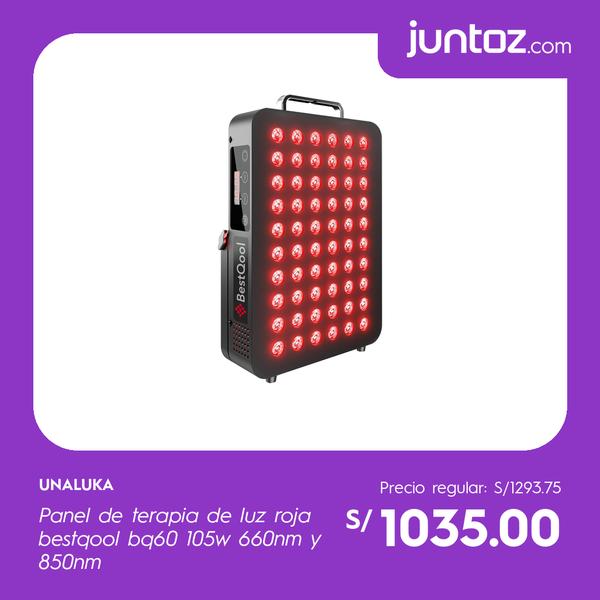 juntoz.com
BestQool
UNALUKA
Panel de terapia de luz roja
bestqool bq60 105w 660nm y
850nm
Precio regular: S/1293.75
S/ 1035.00